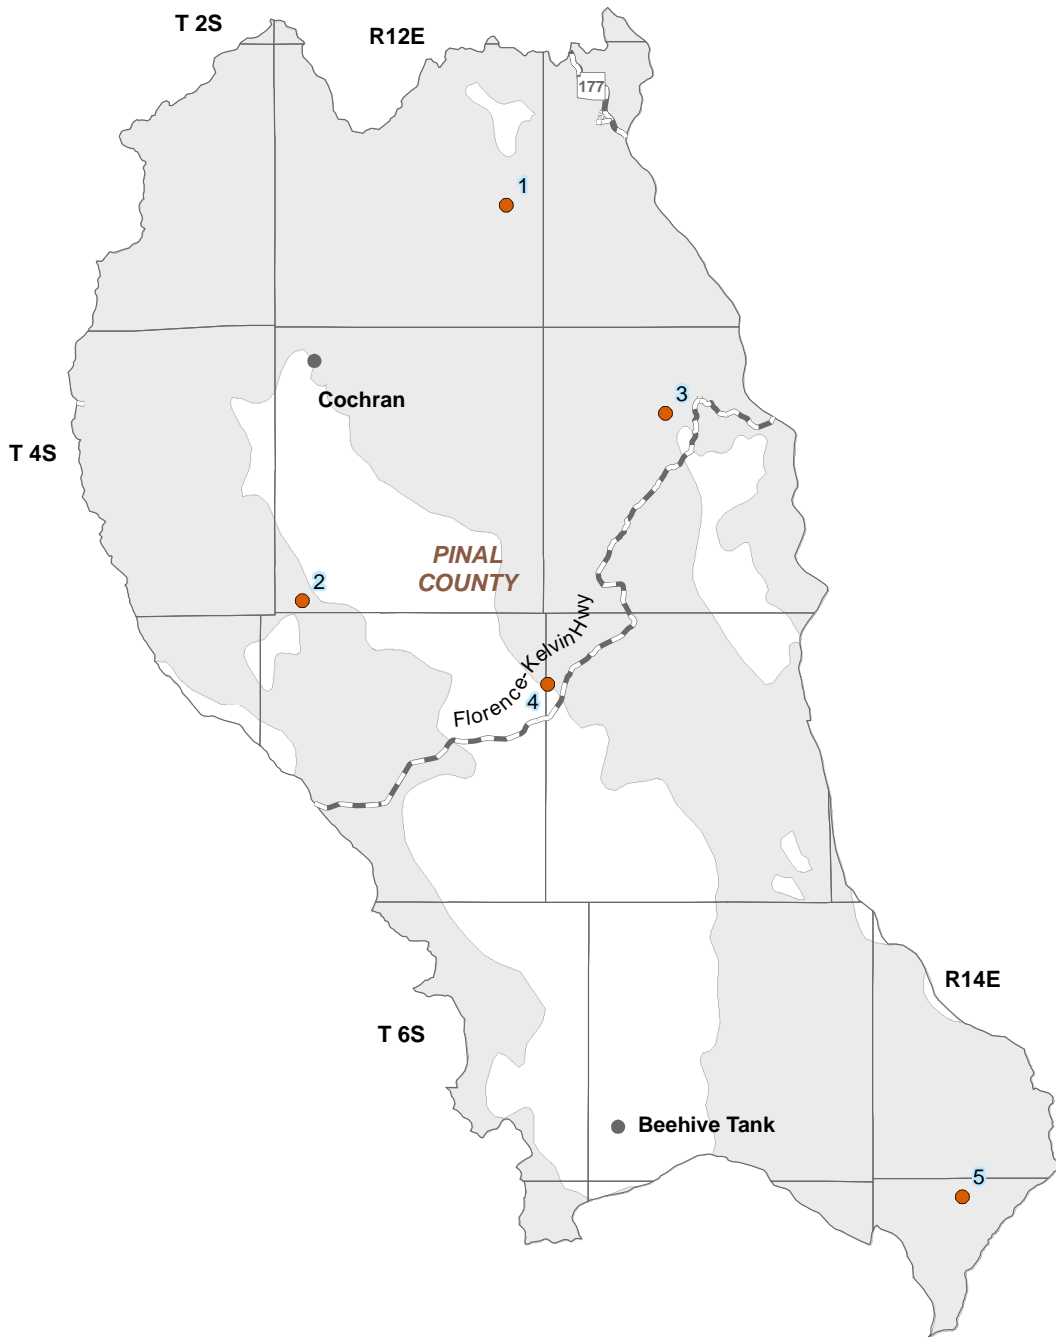 T 2S
R12E
177
1
Cochran
3
T 4S
PINAL
COUNTY
2
Florence-Kelvin Hwy
4
R14E
T 6S
Beehive Tank
5